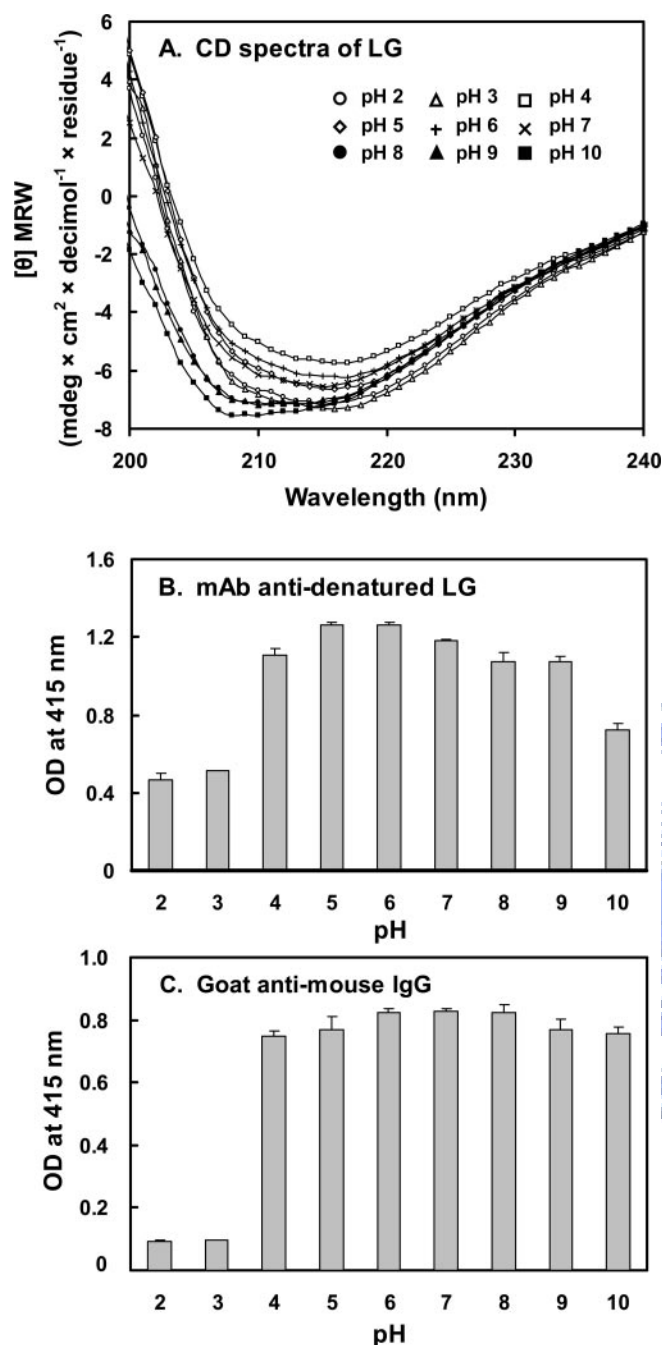 A. CD spectra of LG
○ pH 2 △ pH 3 □ pH 4
◇ pH 5 + pH 6 × pH 7
● pH 8 ▲ pH 9 ■ pH 10
[θ] MRW
(mdeg × cm² × decimol⁻¹ × residue⁻¹)
6
4
2
0
-2
-4
-6
-8
200 210 220 230 240
Wavelength (nm)
B. mAb anti-denatured LG
OD at 415 nm
1.6
1.2
0.8
0.4
0
2 3 4 5 6 7 8 9 10
pH
C. Goat anti-mouse IgG
OD at 415 nm
1.0
0.8
0.6
0.4
0.2
0
2 3 4 5 6 7 8 9 10
pH